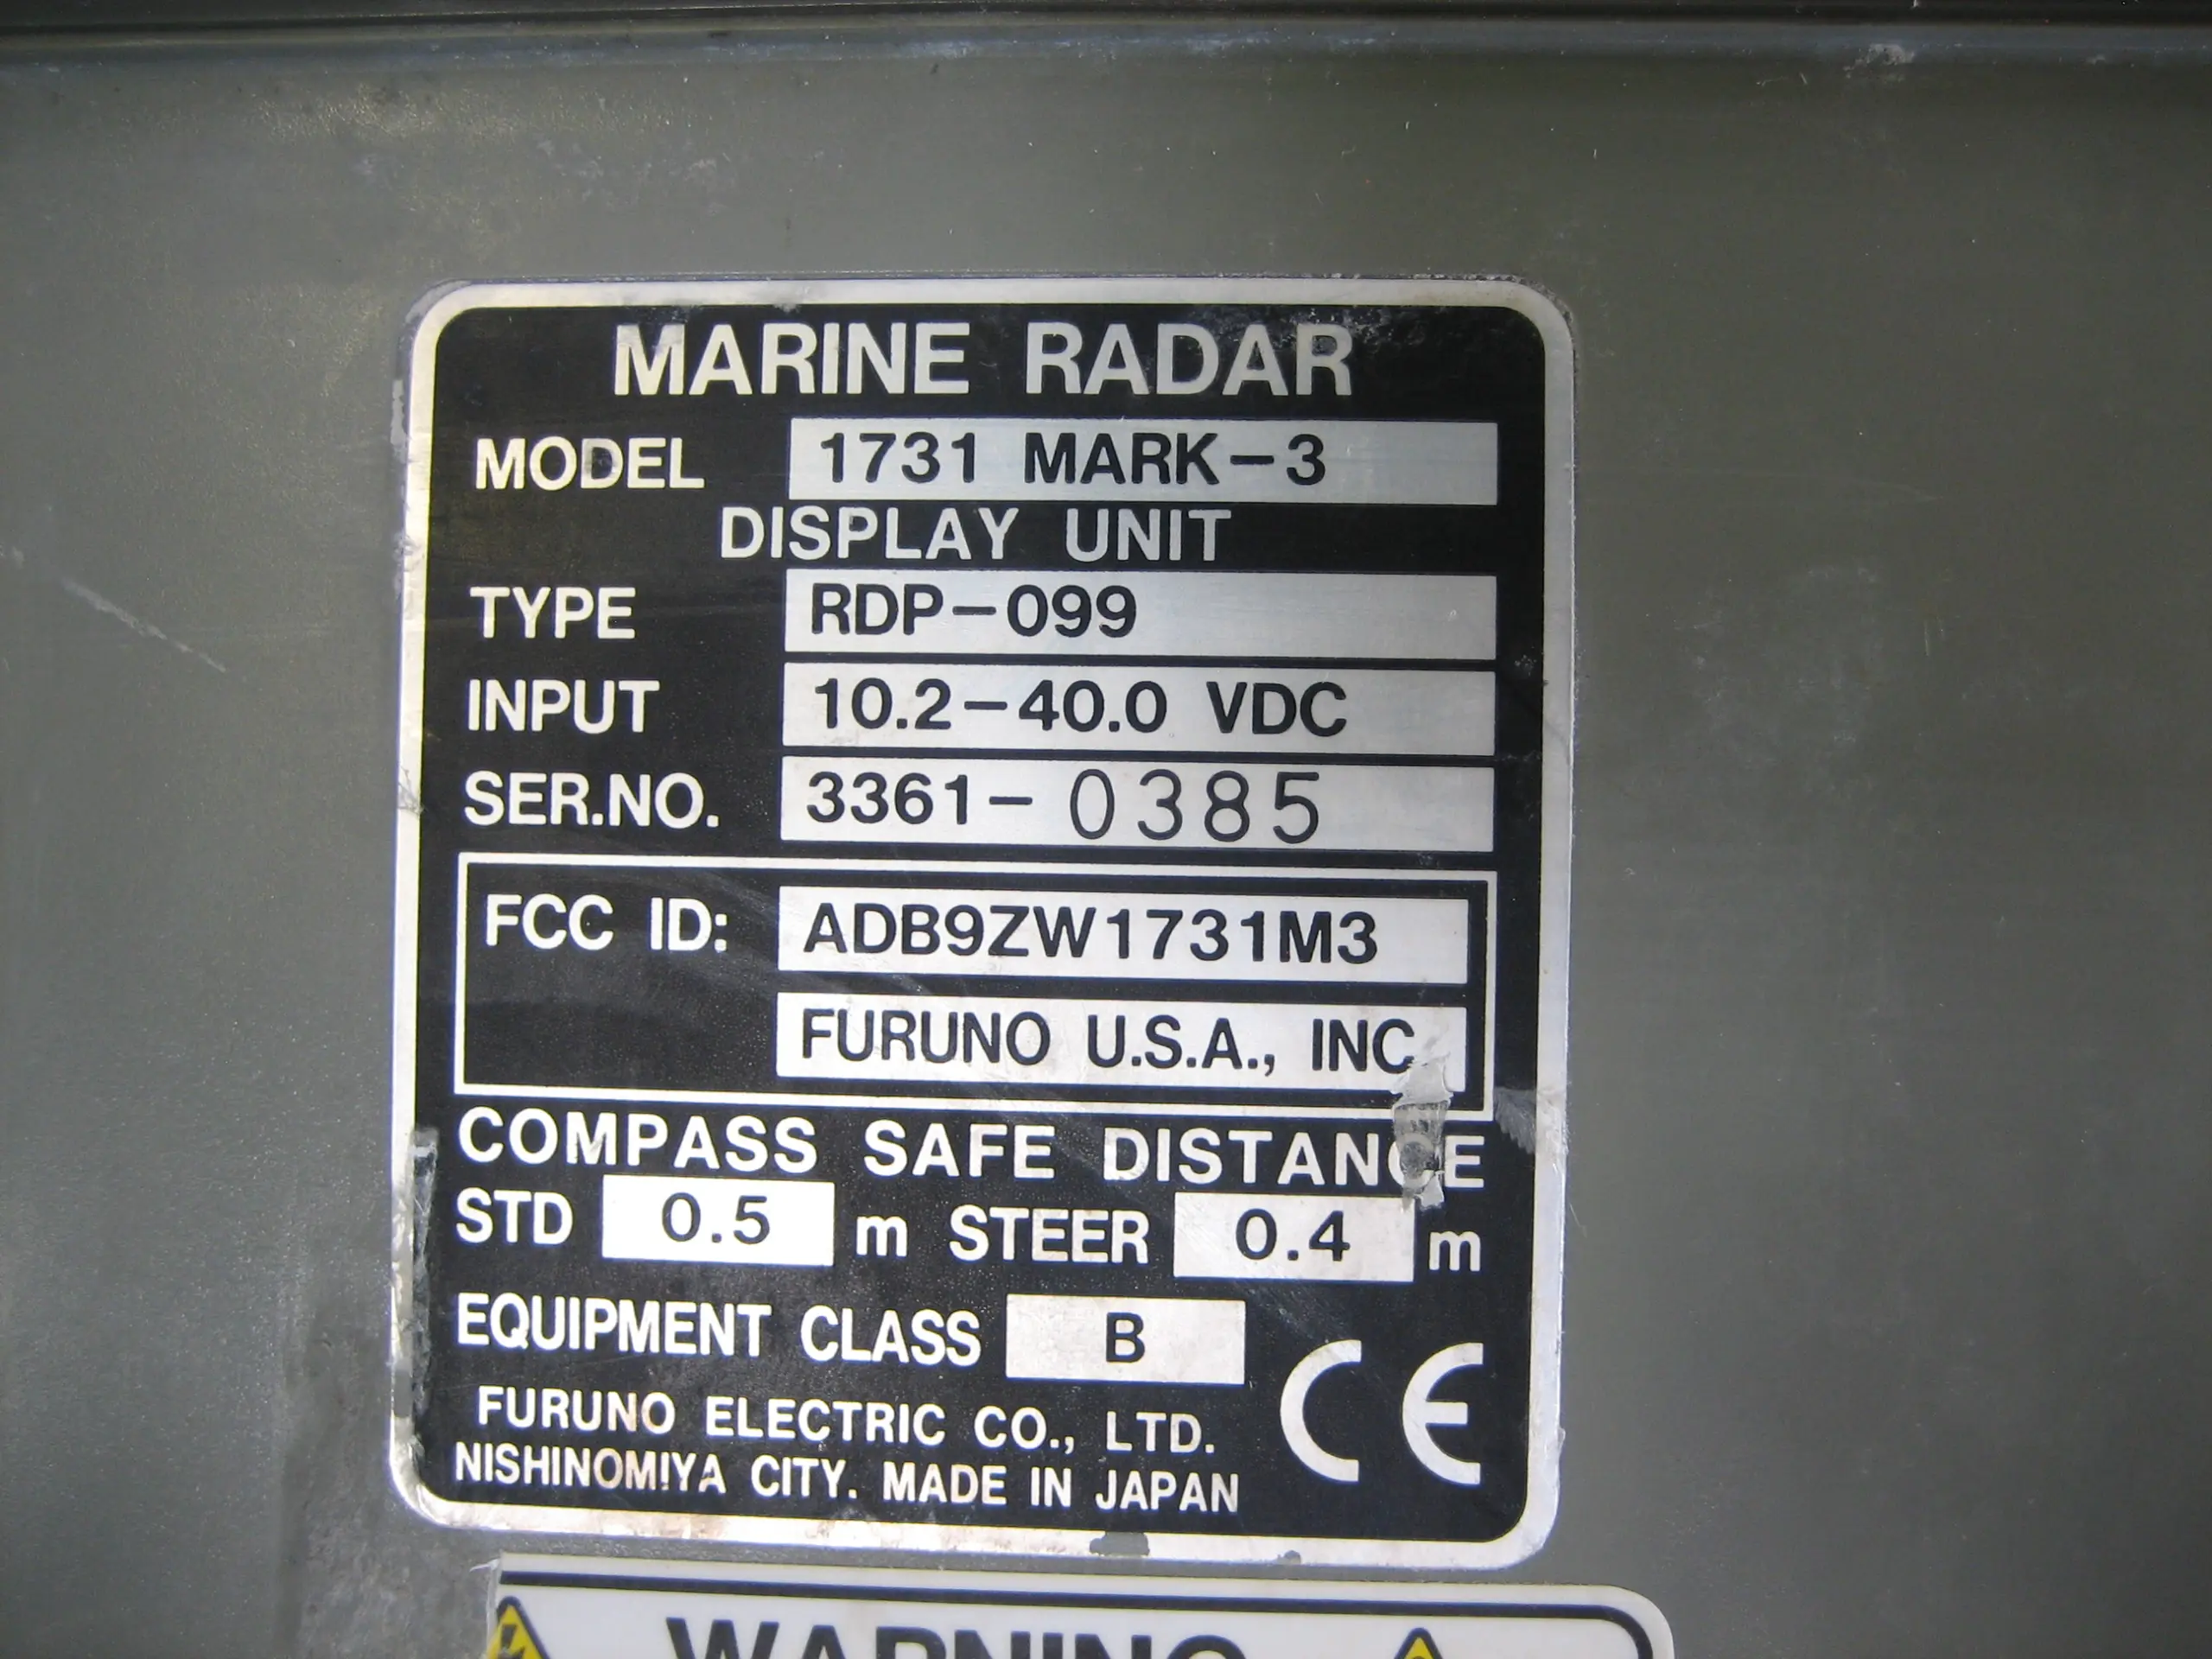 MARINE RADAR
MODEL 1731 MARK-3
DISPLAY UNIT
TYPE RDP-099
INPUT 10.2-40.0 VDC
SER.NO. 3361-0385
FCC ID: ADB9ZW1731M3
FURUNO U.S.A., INC
COMPASS SAFE DISTANCE
STD 0.5 m STEER 0.4 m
EQUIPMENT CLASS B
CE
FURUNO ELECTRIC CO., LTD.
NISHINOMIYA CITY. MADE IN JAPAN
WARNING